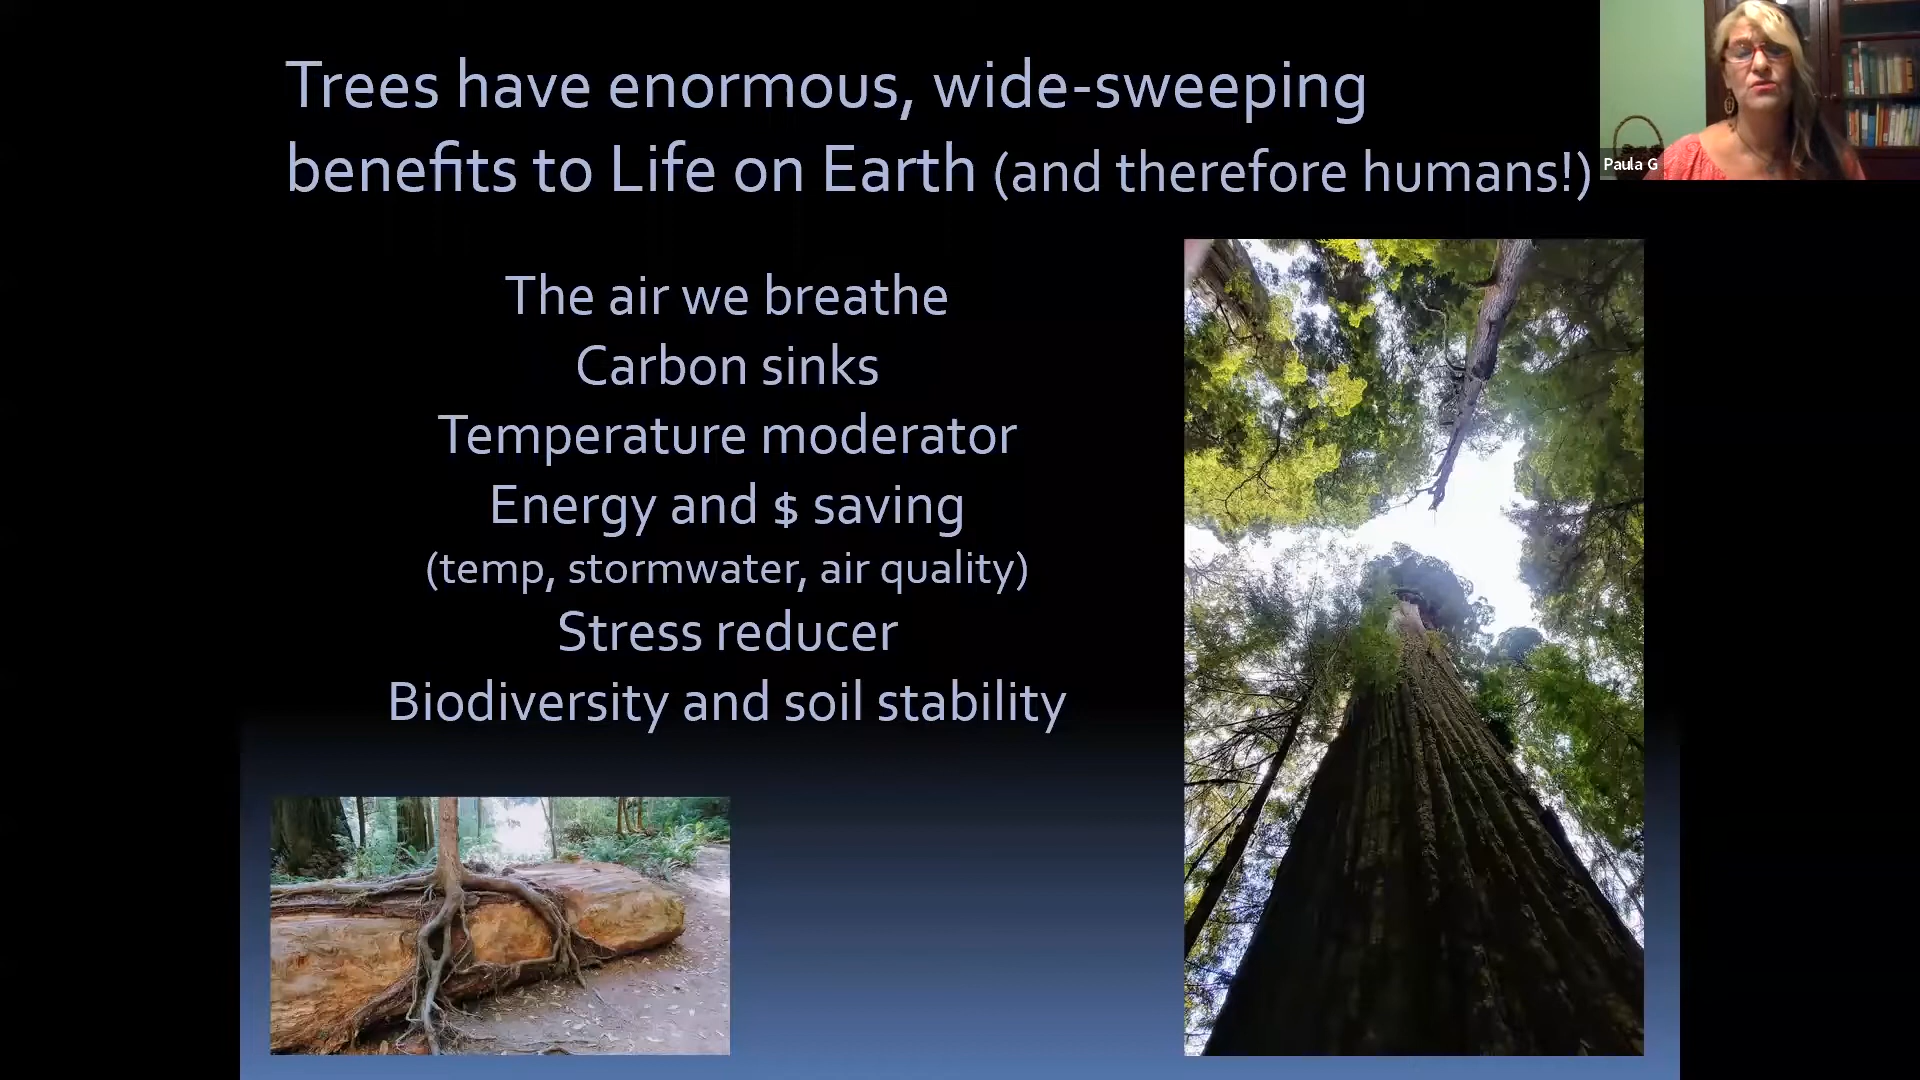 Trees have enormous, wide-sweeping
benefits to Life on Earth (and therefore humans!)
Paula G
The air we breathe
Carbon sinks
Temperature moderator
Energy and $ saving
(temp, stormwater, air quality)
Stress reducer
Biodiversity and soil stability